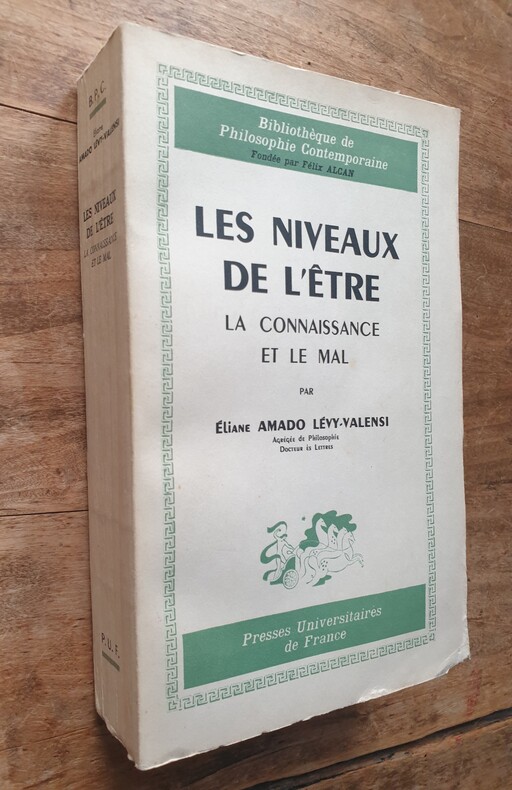 B.P.C.
Éliane
AMADO LÉVY-VALENSI
LES NIVEAUX
DE L'ÊTRE
LA CONNAISSANCE
ET LE MAL
P.U.F.
Bibliothèque de
Philosophie Contemporaine
Fondée par Félix ALCAN
LES NIVEAUX
DE L'ÊTRE
LA CONNAISSANCE
ET LE MAL
PAR
Éliane AMADO LÉVY-VALENSI
Agrégée de Philosophie
Docteur ès Lettres
Presses Universitaires
de France